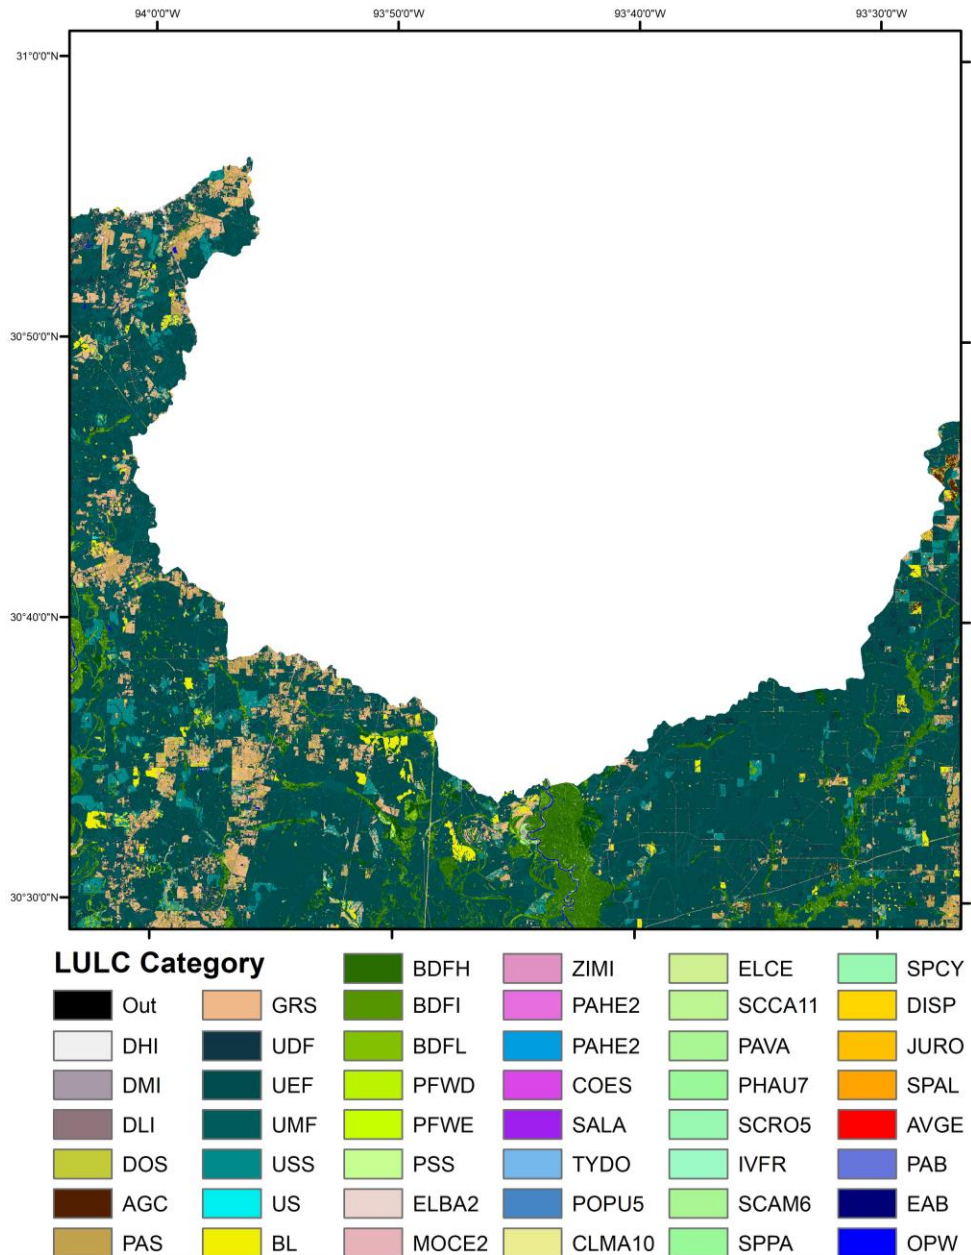 94°0'0"W 93°50'0"W 93°40'0"W 93°30'0"W
31°0'0"N
30°50'0"N
30°40'0"N
30°30'0"N
LULC Category
Out
DHI
DMI
DLI
DOS
AGC
PAS
GRS
UDF
UEF
UMF
USS
US
BL
BDFH
BDFI
BDFL
PFWD
PFWE
PSS
ELBA2
MOCE2
ZIMI
PAHE2
PAHE2
COES
SALA
TYDO
POPU5
CLMA10
ELCE
SCCA11
PAVA
PHAU7
SCRO5
IVFR
SCAM6
SPPA
SPCY
DISP
JURO
SPAL
AVGE
PAB
EAB
OPW